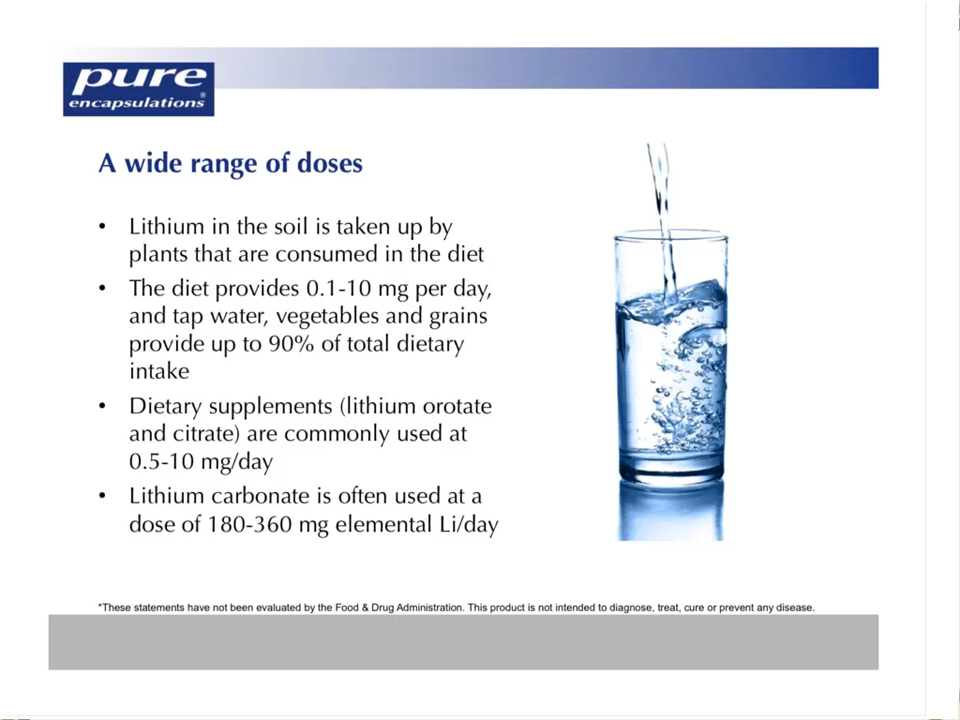 pure
encapsulations®
A wide range of doses
• Lithium in the soil is taken up by
plants that are consumed in the diet
• The diet provides 0.1-10 mg per day,
and tap water, vegetables and grains
provide up to 90% of total dietary
intake
• Dietary supplements (lithium orotate
and citrate) are commonly used at
0.5-10 mg/day
• Lithium carbonate is often used at a
dose of 180-360 mg elemental Li/day
*These statements have not been evaluated by the Food & Drug Administration. This product is not intended to diagnose, treat, cure or prevent any disease.